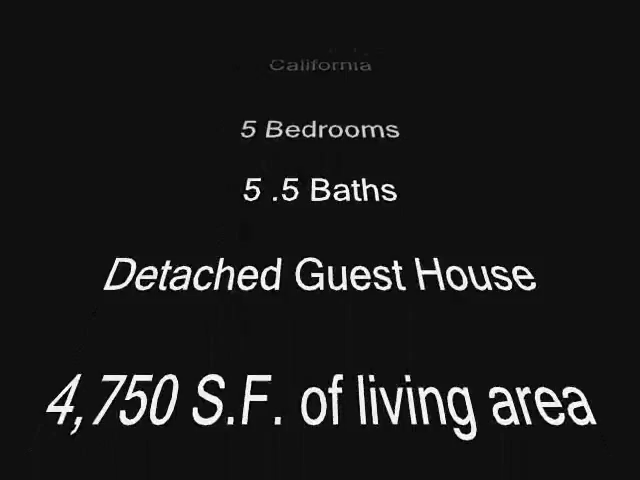 California
5 Bedrooms
5 .5 Baths
Detached Guest House
4,750 S.F. of living area